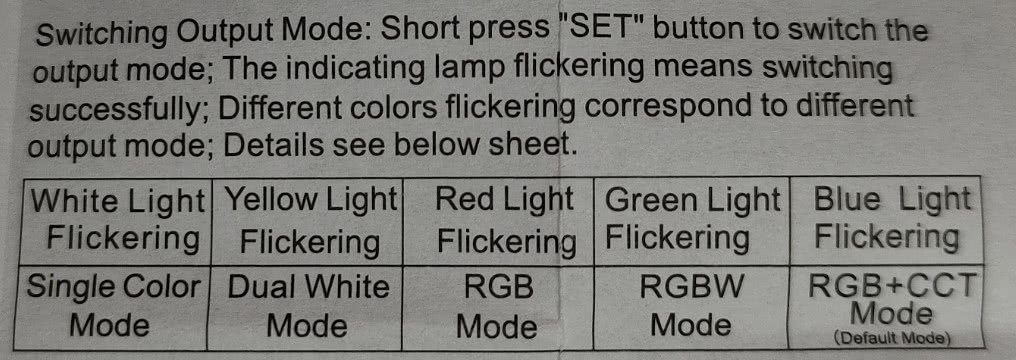 Switching Output Mode: Short press "SET" button to switch the
output mode; The indicating lamp flickering means switching
successfully; Different colors flickering correspond to different
output mode; Details see below sheet.
White Light Yellow Light Red Light Green Light Blue Light
Flickering Flickering Flickering Flickering Flickering
Single Color Dual White RGB RGBW RGB+CCT
Mode Mode Mode Mode Mode
(Default Mode)